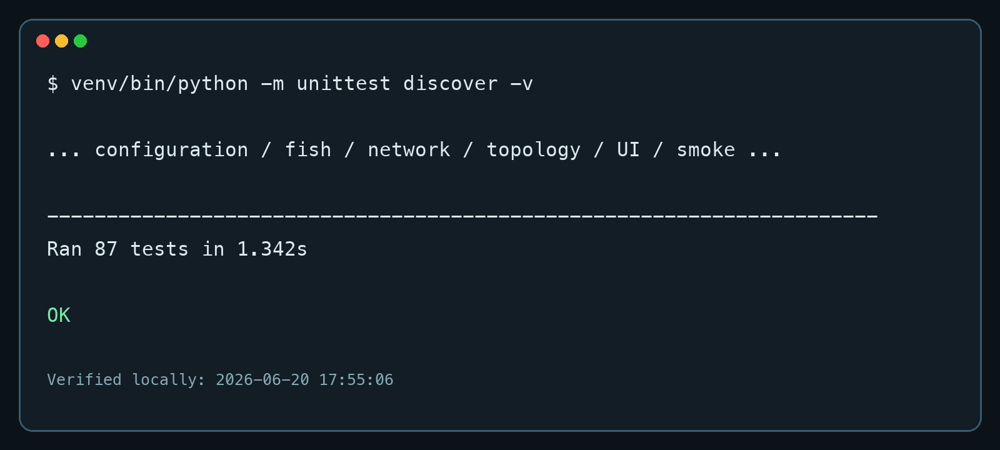 $ venv/bin/python -m unittest discover -v
... configuration / fish / network / topology / UI / smoke ...
----------------------------------------------------------------------
Ran 87 tests in 1.342s
OK
Verified locally: 2026-06-20 17:55:06